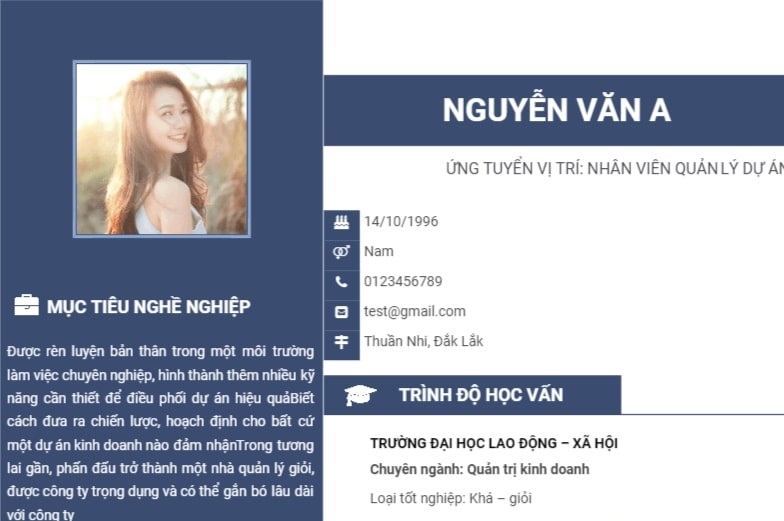 NGUYỄN VĂN A
ỨNG TUYỂN VỊ TRÍ: NHÂN VIÊN QUẢN LÝ DỰ ÁN
14/10/1996
Nam
0123456789
test@gmail.com
Thuần Nhi, Đắk Lắk
MỤC TIÊU NGHỀ NGHIỆP
Được rèn luyện bản thân trong một môi trường
làm việc chuyên nghiệp, hình thành thêm nhiều kỹ
năng cần thiết để điều phối dự án hiệu quảBiết
cách đưa ra chiến lược, hoạch định cho bất cứ
một dự án kinh doanh nào đảm nhậnTrong tương
lai gần, phấn đấu trở thành một nhà quản lý giỏi,
được công ty trọng dụng và có thể gắn bó lâu dài
với công ty
TRÌNH ĐỘ HỌC VẤN
TRƯỜNG ĐẠI HỌC LAO ĐỘNG – XÃ HỘI
Chuyên ngành: Quản trị kinh doanh
Loại tốt nghiệp: Khá – giỏi